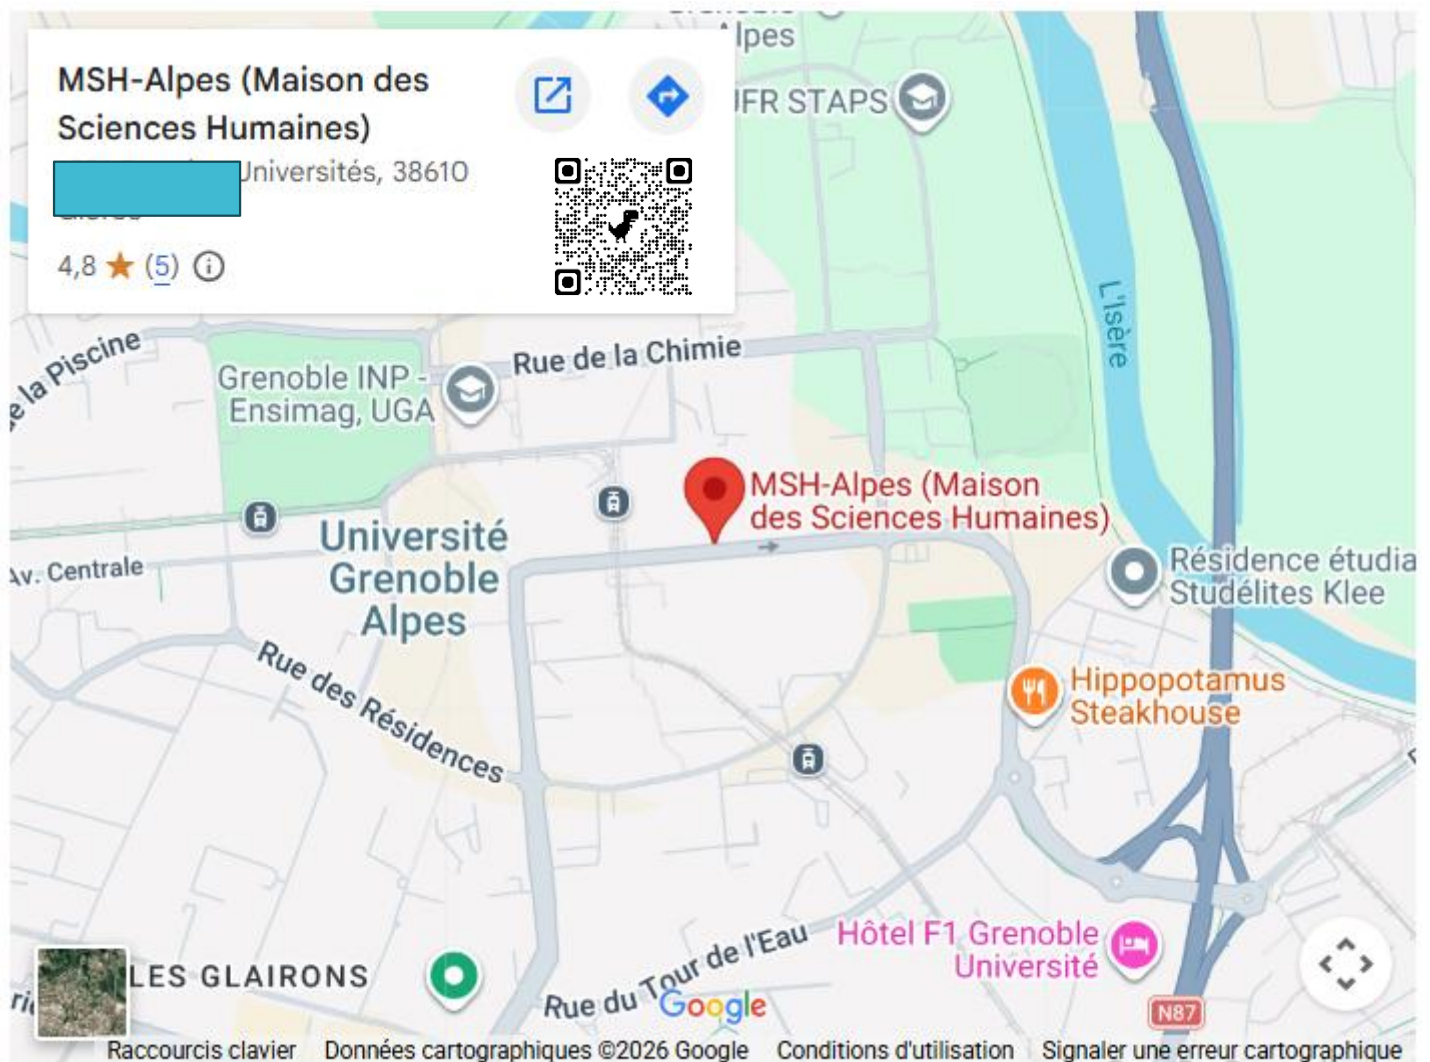 Alpes
MSH-Alpes (Maison des
Sciences Humaines)
Universités, 38610
4,8 (5)
UFR STAPS
L'Isère
de la Piscine
Rue de la Chimie
Grenoble INP -
Ensimag, UGA
MSH-Alpes (Maison
des Sciences Humaines)
Université
Grenoble
Alpes
Av. Centrale
Résidence étudia
Studélites Klee
Rue des Résidences
Hippopotamus
Steakhouse
Hôtel F1 Grenoble
Université
LES GLAIRONS
Rue du Tour de l'Eau
Google
N87
Raccourcis clavier Données cartographiques ©2026 Google Conditions d'utilisation Signaler une erreur cartographique